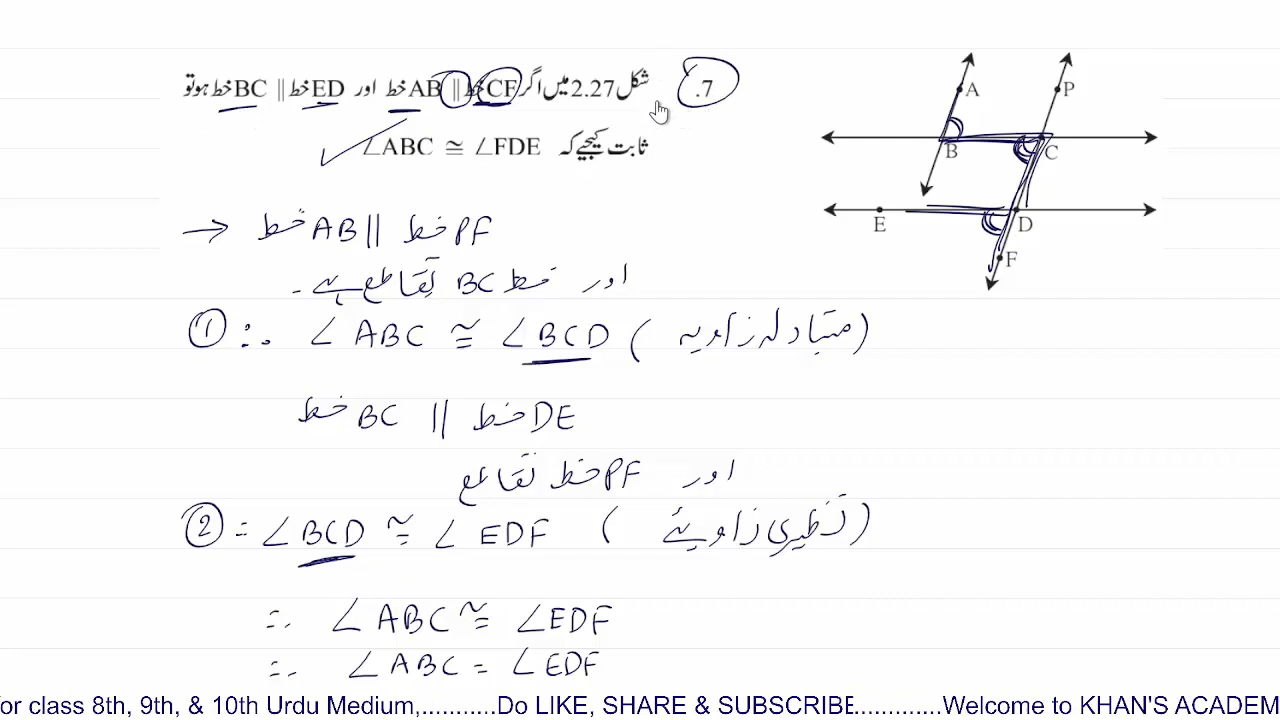 .7 شکل 2.27 میں اگر CF خط || AB خط اور ED خط || BC خط ہو تو
ثابت کیجیے کہ ∠ABC ≅ ∠FDE
A
P
B
C
E
D
F
→ خط AB || خط PF
اور خط BC تقاطع ہے۔
① ∴ ∠ABC ≅ ∠BCD (متبادلہ زاویہ)
خط BC || خط DE
اور PF خط تقاطع
② = ∠BCD ≅ ∠EDF (نظیری زاویئے)
∴ ∠ABC ≅ ∠EDF
∴ ∠ABC = ∠EDF
for class 8th, 9th, & 10th Urdu Medium,...........Do LIKE, SHARE & SUBSCRIBE.............Welcome to KHAN'S ACADEM